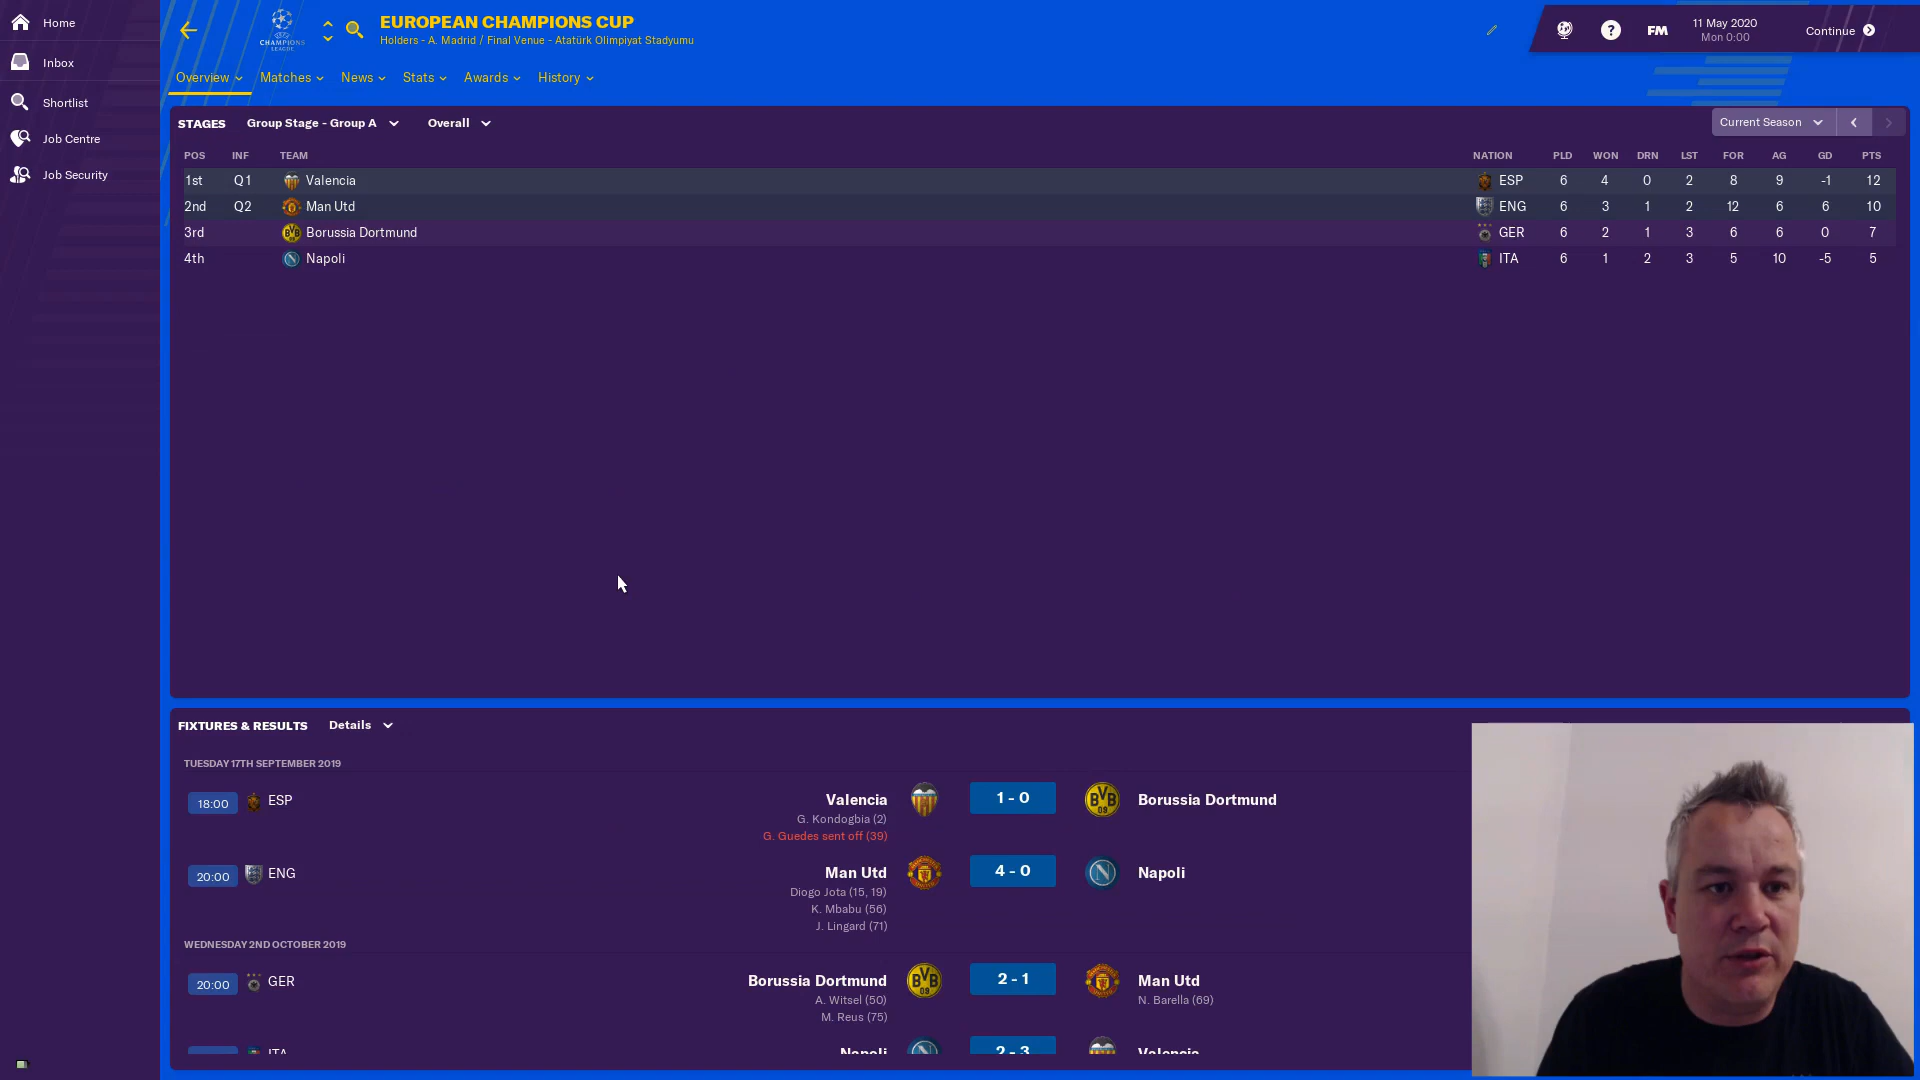 Home
Inbox
Shortlist
Job Centre
Job Security
EUROPEAN CHAMPIONS CUP
Holders - A. Madrid / Final Venue - Atatürk Olimpiyat Stadyumu
CHAMPIONS
LEAGUE
FM
11 May 2020
Mon 0:00
Continue
Overview Matches News Stats Awards History
STAGES Group Stage - Group A Overall Current Season
POS INF TEAM NATION PLD WON DRN LST FOR AG GD PTS
1st Q1 Valencia ESP 6 4 0 2 8 9 -1 12
2nd Q2 Man Utd ENG 6 3 1 2 12 6 6 10
3rd Borussia Dortmund GER 6 2 1 3 6 6 0 7
4th Napoli ITA 6 1 2 3 5 10 -5 5
FIXTURES & RESULTS Details
TUESDAY 17TH SEPTEMBER 2019
18:00 ESP Valencia 1 - 0 Borussia Dortmund
G. Kondogbia (2)
G. Guedes sent off (39)
20:00 ENG Man Utd 4 - 0 Napoli
Diogo Jota (15, 19)
K. Mbabu (56)
J. Lingard (71)
WEDNESDAY 2ND OCTOBER 2019
20:00 GER Borussia Dortmund 2 - 1 Man Utd
A. Witsel (50) N. Barella (69)
M. Reus (75)
ITA Napoli 2 - 3 Valencia